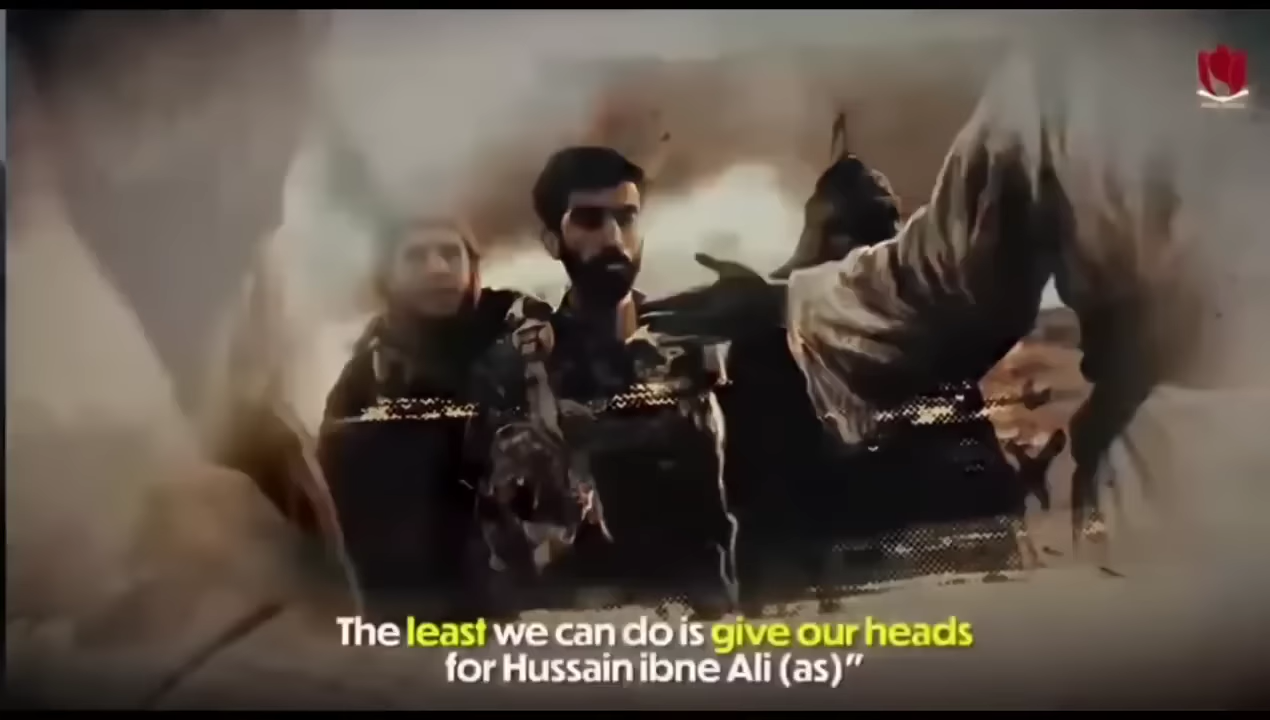 The least we can do is give our heads
for Hussain ibne Ali (as)”